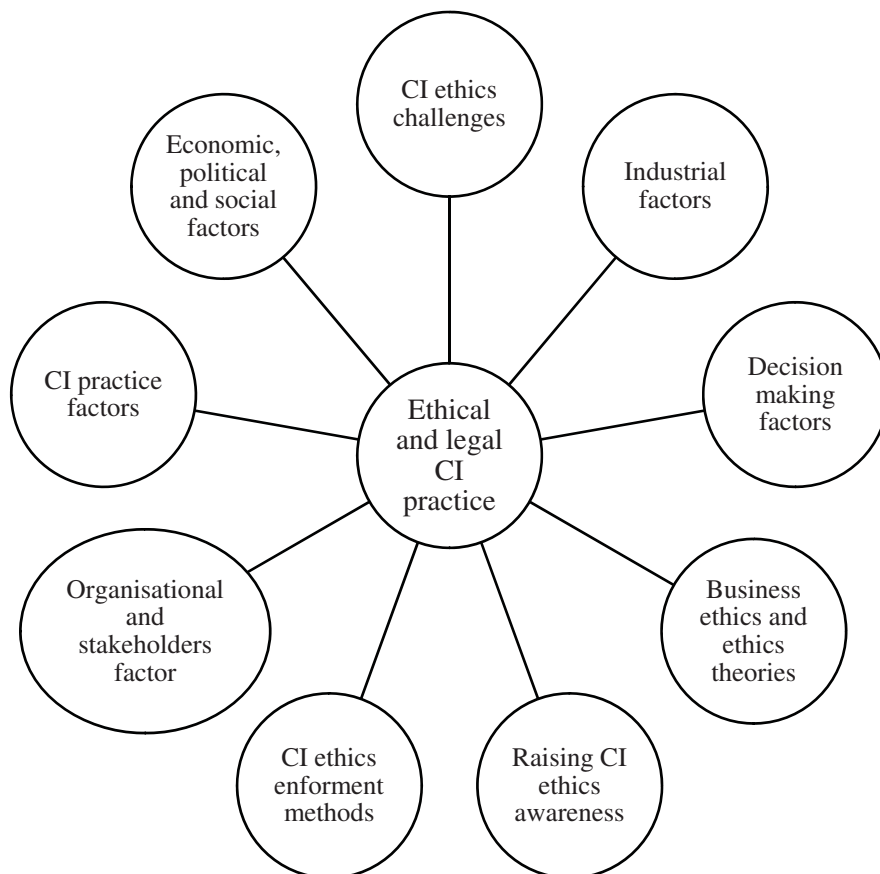 CI ethics
challenges
Economic,
political
and social
factors
Industrial
factors
CI practice
factors
Decision
making
factors
Ethical
and legal
CI
practice
Organisational
and
stakeholders
factor
Business
ethics and
ethics
theories
CI ethics
enforment
methods
Raising CI
ethics
awareness